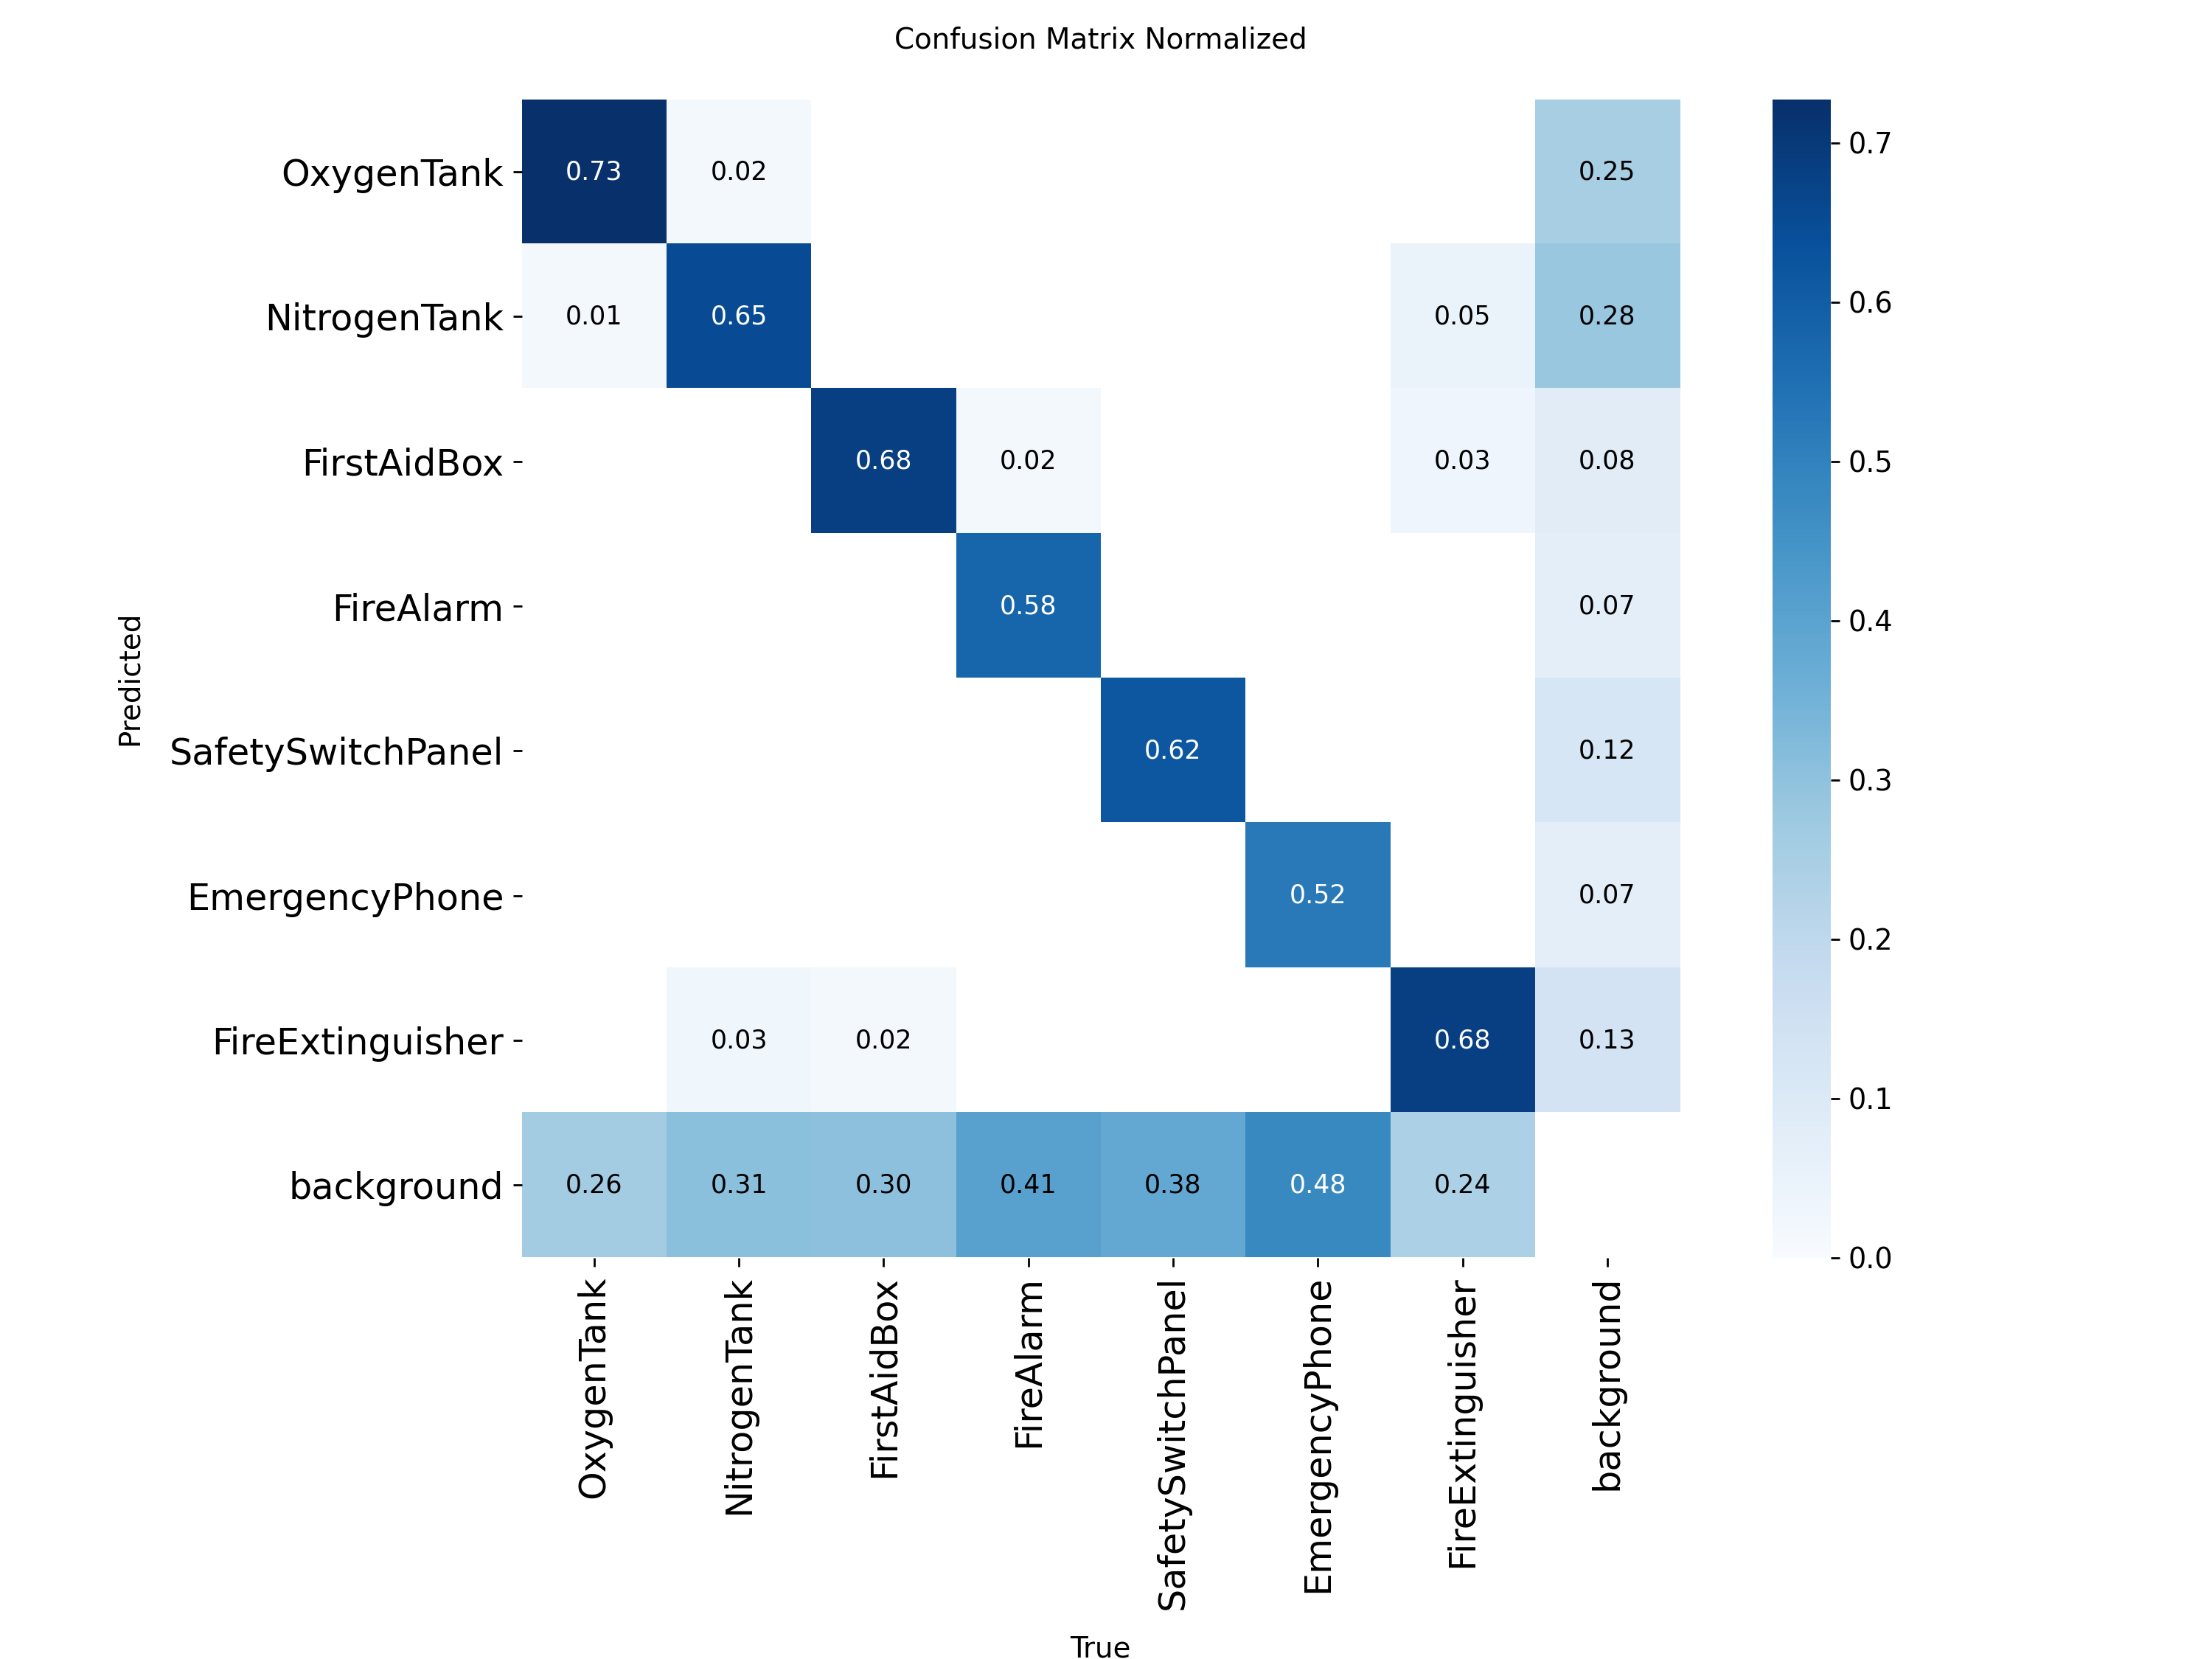 Confusion Matrix Normalized
OxygenTank 0.73 0.02 0.25
NitrogenTank 0.01 0.65 0.05 0.28
FirstAidBox 0.68 0.02 0.03 0.08
FireAlarm 0.58 0.07
SafetySwitchPanel 0.62 0.12
EmergencyPhone 0.52 0.07
FireExtinguisher 0.03 0.02 0.68 0.13
background 0.26 0.31 0.30 0.41 0.38 0.48 0.24
Predicted
OxygenTank
NitrogenTank
FirstAidBox
FireAlarm
SafetySwitchPanel
EmergencyPhone
FireExtinguisher
background
True
0.7
0.6
0.5
0.4
0.3
0.2
0.1
0.0